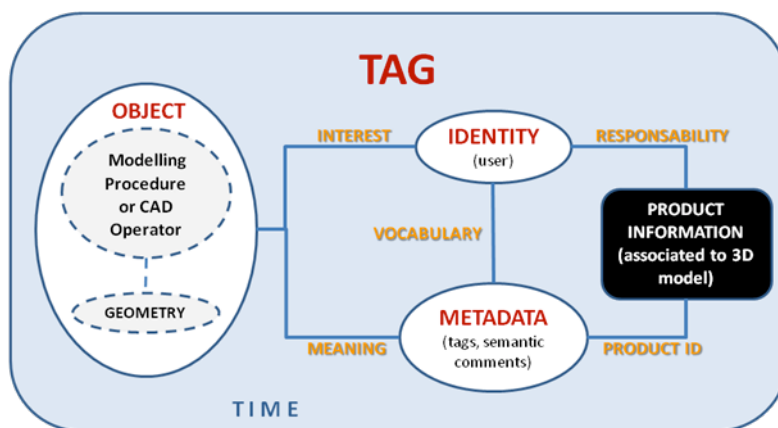 TAG
OBJECT
Modelling
Procedure
or CAD
Operator
GEOMETRY
INTEREST
IDENTITY
(user)
RESPONSABILITY
VOCABULARY
PRODUCT
INFORMATION
(associated to 3D
model)
MEANING
METADATA
(tags, semantic
comments)
PRODUCT ID
TIME